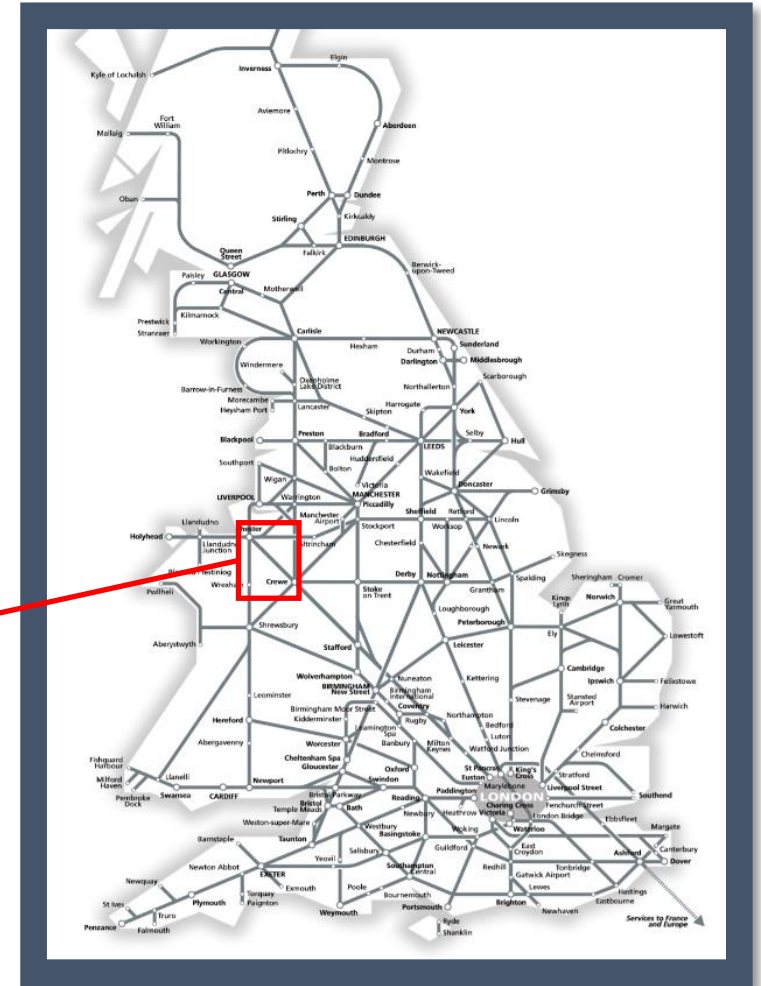 Elgin
Inverness
Kyle of Lochalsh
Aviemore
Fort
William
Mallaig
Aberdeen
Pitlochry
Montrose
Perth
Dundee
Oban
Stirling
Kirkcaldy
EDINBURGH
Queen
Street
Falkirk
Berwick-
upon-Tweed
Paisley
GLASGOW
Central
Motherwell
Kilmarnock
Prestwick
Stranraer
Carlisle
NEWCASTLE
Workington
Hexham
Sunderland
Durham
Darlington
Middlesbrough
Windermere
Scarborough
Oxenholme
Lake District
Northallerton
Barrow-in-Furness
Morecambe
Heysham Port
Lancaster
Harrogate
York
Skipton
Blackpool
Preston
Bradford
Selby
Hull
Blackburn
LEEDS
Huddersfield
Southport
Bolton
Wakefield
Wigan
Victoria
Doncaster
Grimsby
MANCHESTER
LIVERPOOL
Warrington
Piccadilly
Manchester
Airport
Sheffield
Retford
Lincoln
Llandudno
Stockport
Worksop
Holyhead
Llandudno
Junction
Altrincham
Chesterfield
Newark
Skegness
Crewe
Stoke
on Trent
Derby
Nottingham
Grantham
Spalding
Sheringham
Cromer
Pwllheli
Kings
Lynn
Norwich
Great
Yarmouth
Loughborough
Peterborough
Shrewsbury
Ely
Lowestoft
Aberystwyth
Stafford
Leicester
Wolverhampton
Cambridge
BIRMINGHAM
New Street
Nuneaton
Kettering
Ipswich
Felixstowe
Birmingham
International
Leominster
Stevenage
Stansted
Airport
Harwich
Birmingham Moor Street
Coventry
Hereford
Kidderminster
Northampton
Rugby
Leamington
Spa
Bedford
Colchester
Abergavenny
Worcester
Banbury
Milton
Keynes
Luton
Watford Junction
Chelmsford
Fishguard
Harbour
Cheltenham Spa
Gloucester
Oxford
St Pancras
King's
Cross
Euston
Stratford
Milford
Haven
Llanelli
Swindon
Marylebone
Liverpool Street
Pembroke
Dock
Swansea
CARDIFF
Newport
Bristol Parkway
Reading
Paddington
LONDON
Southend
Bristol
Temple Meads
Bath
Charing Cross
Fenchurch Street
Newbury
Heathrow
Victoria
London Bridge
Ebbsfleet
Weston-super-Mare
Westbury
Basingstoke
Woking
Waterloo
Margate
Barnstaple
Taunton
Salisbury
Guildford
East
Croydon
Canterbury
Newton Abbot
Yeovil
Southampton
Central
Redhill
Tonbridge
Ashford
Dover
EXETER
Gatwick Airport
Newquay
Exmouth
Poole
Lewes
Hastings
Torquay
Paignton
Bournemouth
Eastbourne
St Ives
Plymouth
Weymouth
Portsmouth
Brighton
Newhaven
Truro
Ryde
Services to France
and Europe
Penzance
Falmouth
Shanklin